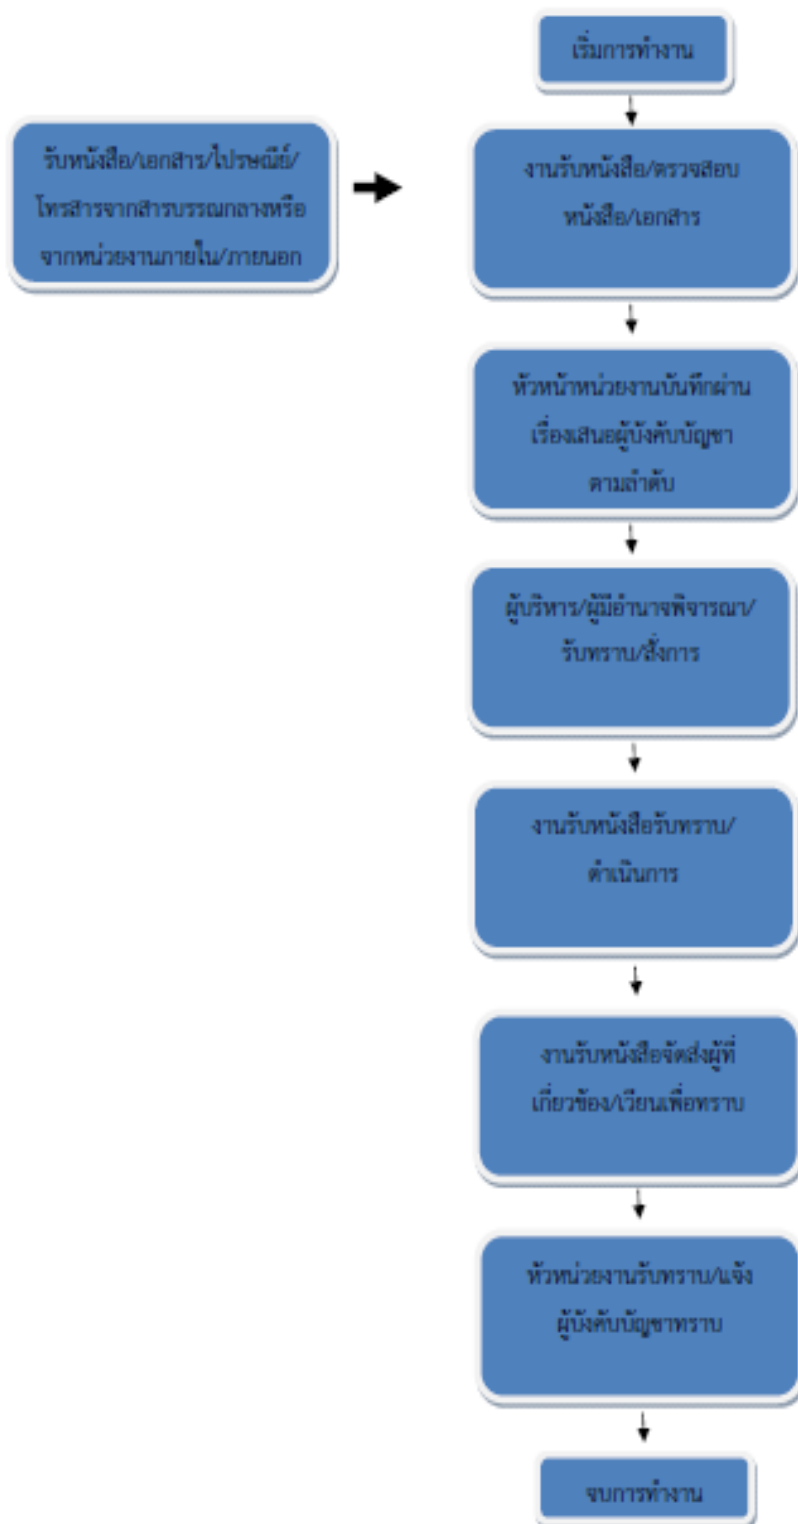 เริ่มการทำงาน
รับหนังสือ/เอกสาร/ไปรษณีย์/
โทรสารจากสารบรรณกลางหรือ
จากหน่วยงานภายใน/ภายนอก
งานรับหนังสือ/ตรวจสอบ
หนังสือ/เอกสาร
หัวหน้าหน่วยงานบันทึกผ่าน
เรื่องเสนอผู้บังคับบัญชา
ตามลำดับ
ผู้บริหาร/ผู้มีอำนาจพิจารณา/
รับทราบ/สั่งการ
งานรับหนังสือรับทราบ/
ดำเนินการ
งานรับหนังสือจัดส่งผู้ที่
เกี่ยวข้อง/เวียนเพื่อทราบ
หัวหน่วยงานรับทราบ/แจ้ง
ผู้บังคับบัญชาทราบ
จบการทำงาน